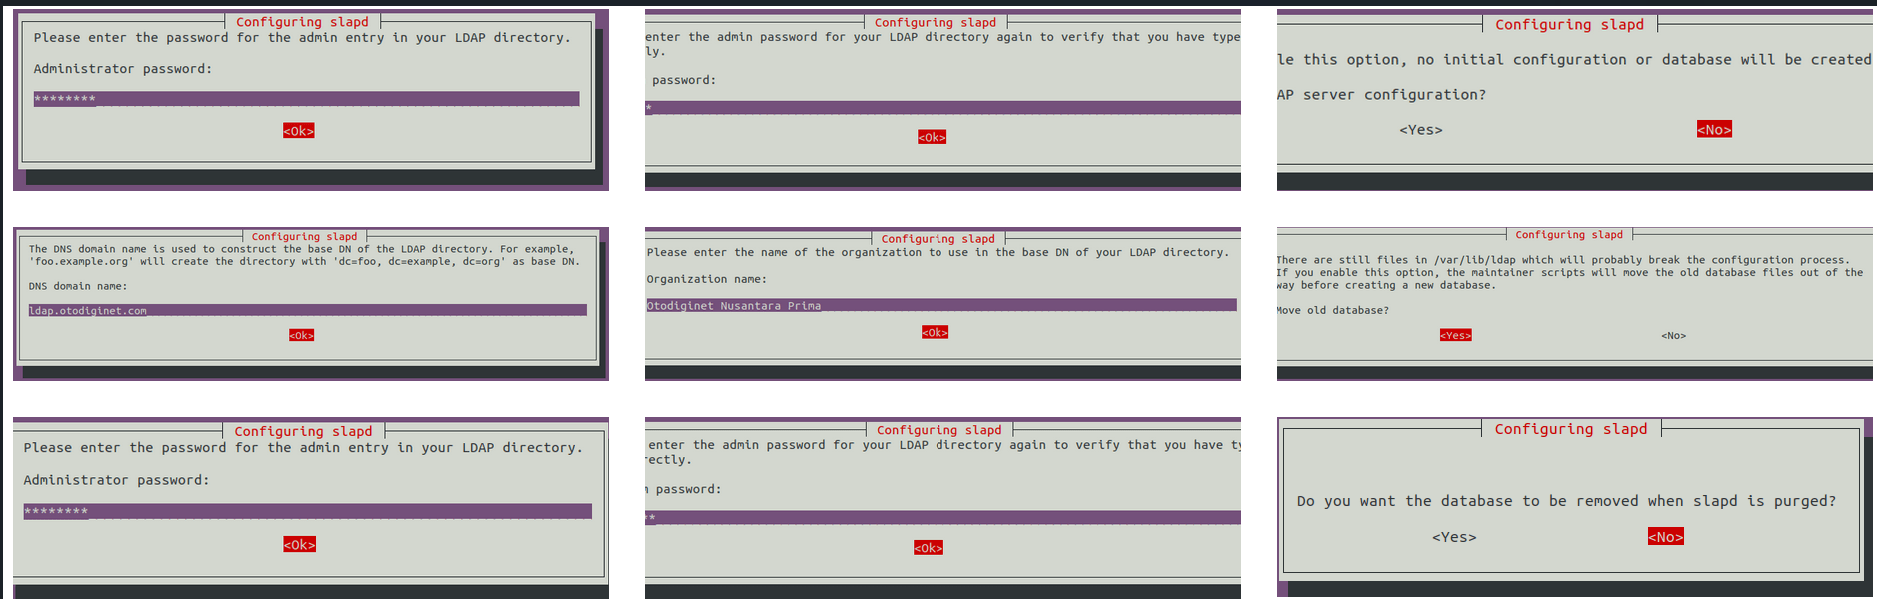 Configuring slapd
Please enter the password for the admin entry in your LDAP directory.
Administrator password:
********
<Ok>
Configuring slapd
enter the admin password for your LDAP directory again to verify that you have type
ly.
password:
*
<Ok>
Configuring slapd
le this option, no initial configuration or database will be created
AP server configuration?
<Yes> <No>
Configuring slapd
The DNS domain name is used to construct the base DN of the LDAP directory. For example,
'foo.example.org' will create the directory with 'dc=foo, dc=example, dc=org' as base DN.
DNS domain name:
ldap.otodiginet.com
<Ok>
Configuring slapd
Please enter the name of the organization to use in the base DN of your LDAP directory.
Organization name:
Otodiginet Nusantara Prima
<Ok>
Configuring slapd
There are still files in /var/lib/ldap which will probably break the configuration process.
If you enable this option, the maintainer scripts will move the old database files out of the
way before creating a new database.
Move old database?
<Yes> <No>
Configuring slapd
Please enter the password for the admin entry in your LDAP directory.
Administrator password:
********
<Ok>
Configuring slapd
enter the admin password for your LDAP directory again to verify that you have ty
rectly.
password:
**
<Ok>
Configuring slapd
Do you want the database to be removed when slapd is purged?
<Yes> <No>